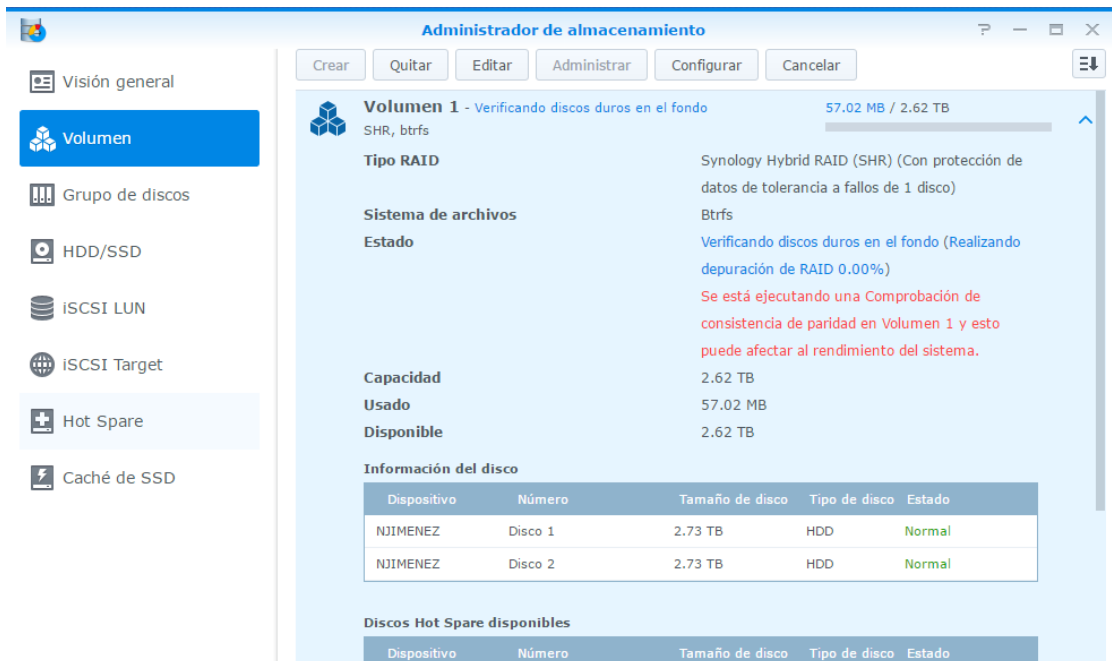 Administrador de almacenamiento
Visión general
Volumen
Grupo de discos
HDD/SSD
iSCSI LUN
iSCSI Target
Hot Spare
Caché de SSD
Crear Quitar Editar Administrar Configurar Cancelar
Volumen 1 - Verificando discos duros en el fondo 57.02 MB / 2.62 TB
SHR, btrfs
Tipo RAID Synology Hybrid RAID (SHR) (Con protección de
datos de tolerancia a fallos de 1 disco)
Sistema de archivos Btrfs
Estado Verificando discos duros en el fondo (Realizando
depuración de RAID 0.00%)
Se está ejecutando una Comprobación de
consistencia de paridad en Volumen 1 y esto
puede afectar al rendimiento del sistema.
Capacidad 2.62 TB
Usado 57.02 MB
Disponible 2.62 TB
Información del disco
Dispositivo Número Tamaño de disco Tipo de disco Estado
NJIMENEZ Disco 1 2.73 TB HDD Normal
NJIMENEZ Disco 2 2.73 TB HDD Normal
Discos Hot Spare disponibles
Dispositivo Número Tamaño de disco Tipo de disco Estado